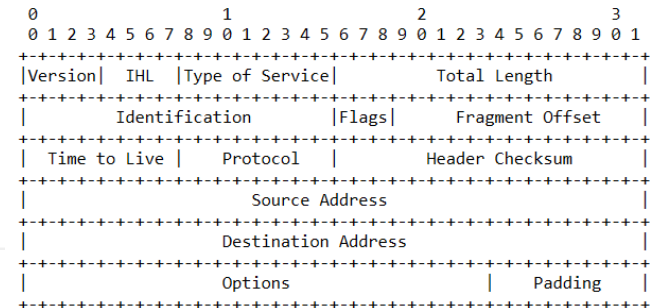 0                   1                   2                   3
 0 1 2 3 4 5 6 7 8 9 0 1 2 3 4 5 6 7 8 9 0 1 2 3 4 5 6 7 8 9 0 1
+-+-+-+-+-+-+-+-+-+-+-+-+-+-+-+-+-+-+-+-+-+-+-+-+-+-+-+-+-+-+-+-+
|Version|  IHL  |Type of Service|          Total Length         |
+-+-+-+-+-+-+-+-+-+-+-+-+-+-+-+-+-+-+-+-+-+-+-+-+-+-+-+-+-+-+-+-+
|         Identification        |Flags|      Fragment Offset    |
+-+-+-+-+-+-+-+-+-+-+-+-+-+-+-+-+-+-+-+-+-+-+-+-+-+-+-+-+-+-+-+-+
|  Time to Live |    Protocol   |         Header Checksum       |
+-+-+-+-+-+-+-+-+-+-+-+-+-+-+-+-+-+-+-+-+-+-+-+-+-+-+-+-+-+-+-+-+
|                       Source Address                          |
+-+-+-+-+-+-+-+-+-+-+-+-+-+-+-+-+-+-+-+-+-+-+-+-+-+-+-+-+-+-+-+-+
|                    Destination Address                        |
+-+-+-+-+-+-+-+-+-+-+-+-+-+-+-+-+-+-+-+-+-+-+-+-+-+-+-+-+-+-+-+-+
|                    Options                    |    Padding    |
+-+-+-+-+-+-+-+-+-+-+-+-+-+-+-+-+-+-+-+-+-+-+-+-+-+-+-+-+-+-+-+-+